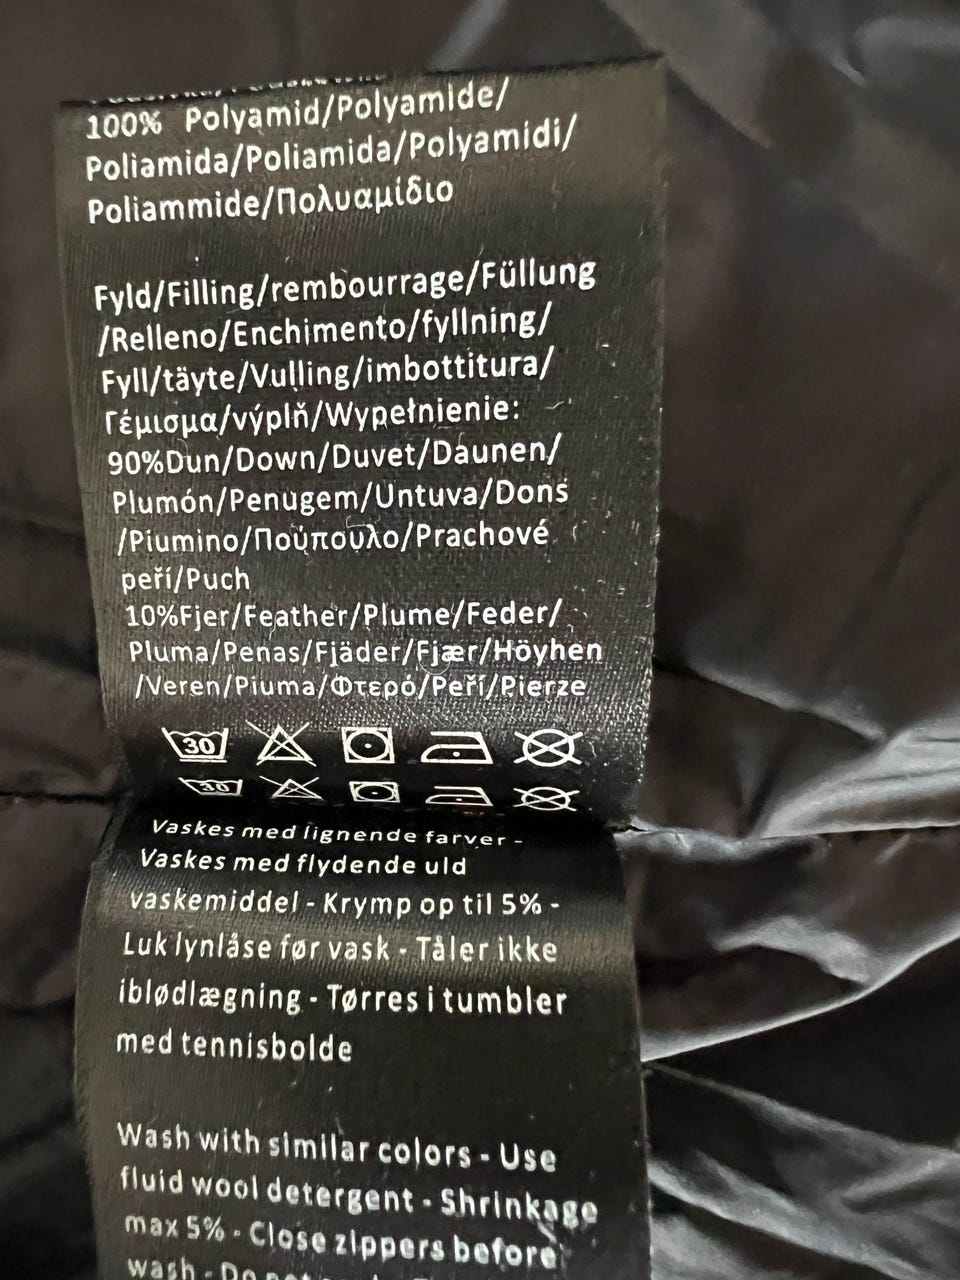 100% Polyamid/Polyamide/
Poliamida/Poliamida/Polyamidi/
Poliammide/Πολυαμίδιο
Fyld/Filling/rembourrage/Füllung
/Relleno/Enchimento/fyllning/
Fyll/täyte/Vulling/imbottitura/
Γέμισμα/výplň/Wypełnienie:
90%Dun/Down/Duvet/Daunen/
Plumón/Penugem/Untuva/Dons
/Piumino/Πούπουλο/Prachové
peří/Puch
10%Fjer/Feather/Plume/Feder/
Pluma/Penas/Fjäder/Fjær/Höyhen
/Veren/Piuma/Φτερό/Peří/Pierze
30
30
Vaskes med lignende farver -
Vaskes med flydende uld
vaskemiddel - Krymp op til 5% -
Luk lynlåse før vask - Tåler ikke
iblødlægning - Tørres i tumbler
med tennisbolde
Wash with similar colors - Use
fluid wool detergent - Shrinkage
max 5% - Close zippers before
wash - Do not